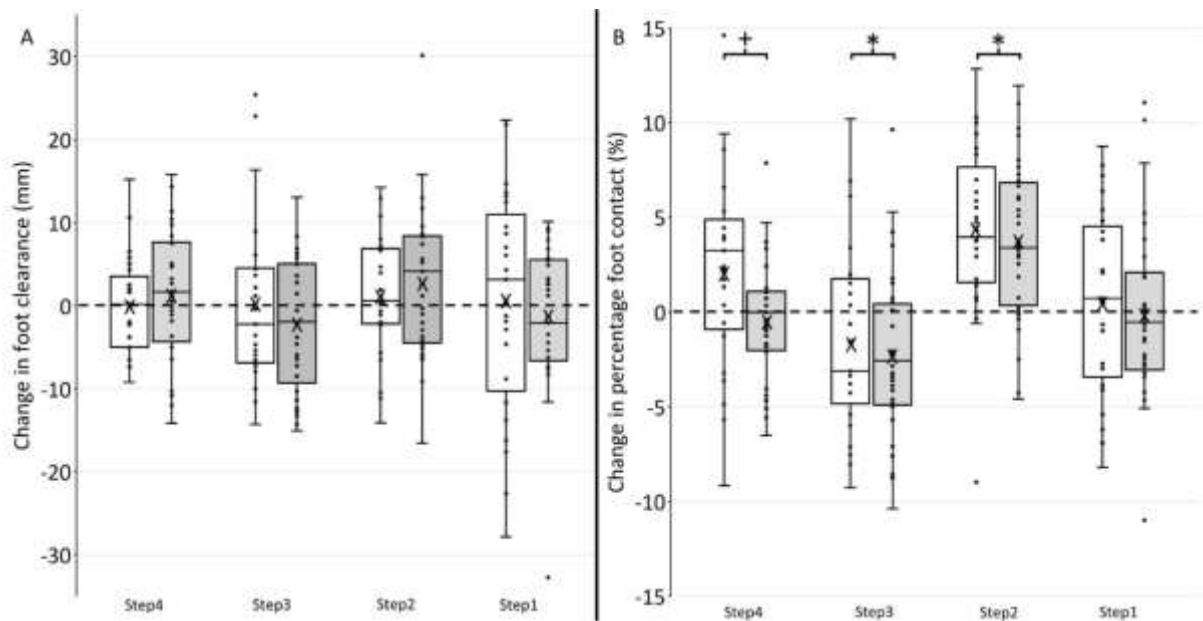 A
Change in foot clearance (mm)
30
20
10
0
-10
-20
-30
Step4 Step3 Step2 Step1
B
Change in percentage foot contact (%)
15
10
5
0
-5
-10
-15
+ * *
Step4 Step3 Step2 Step1